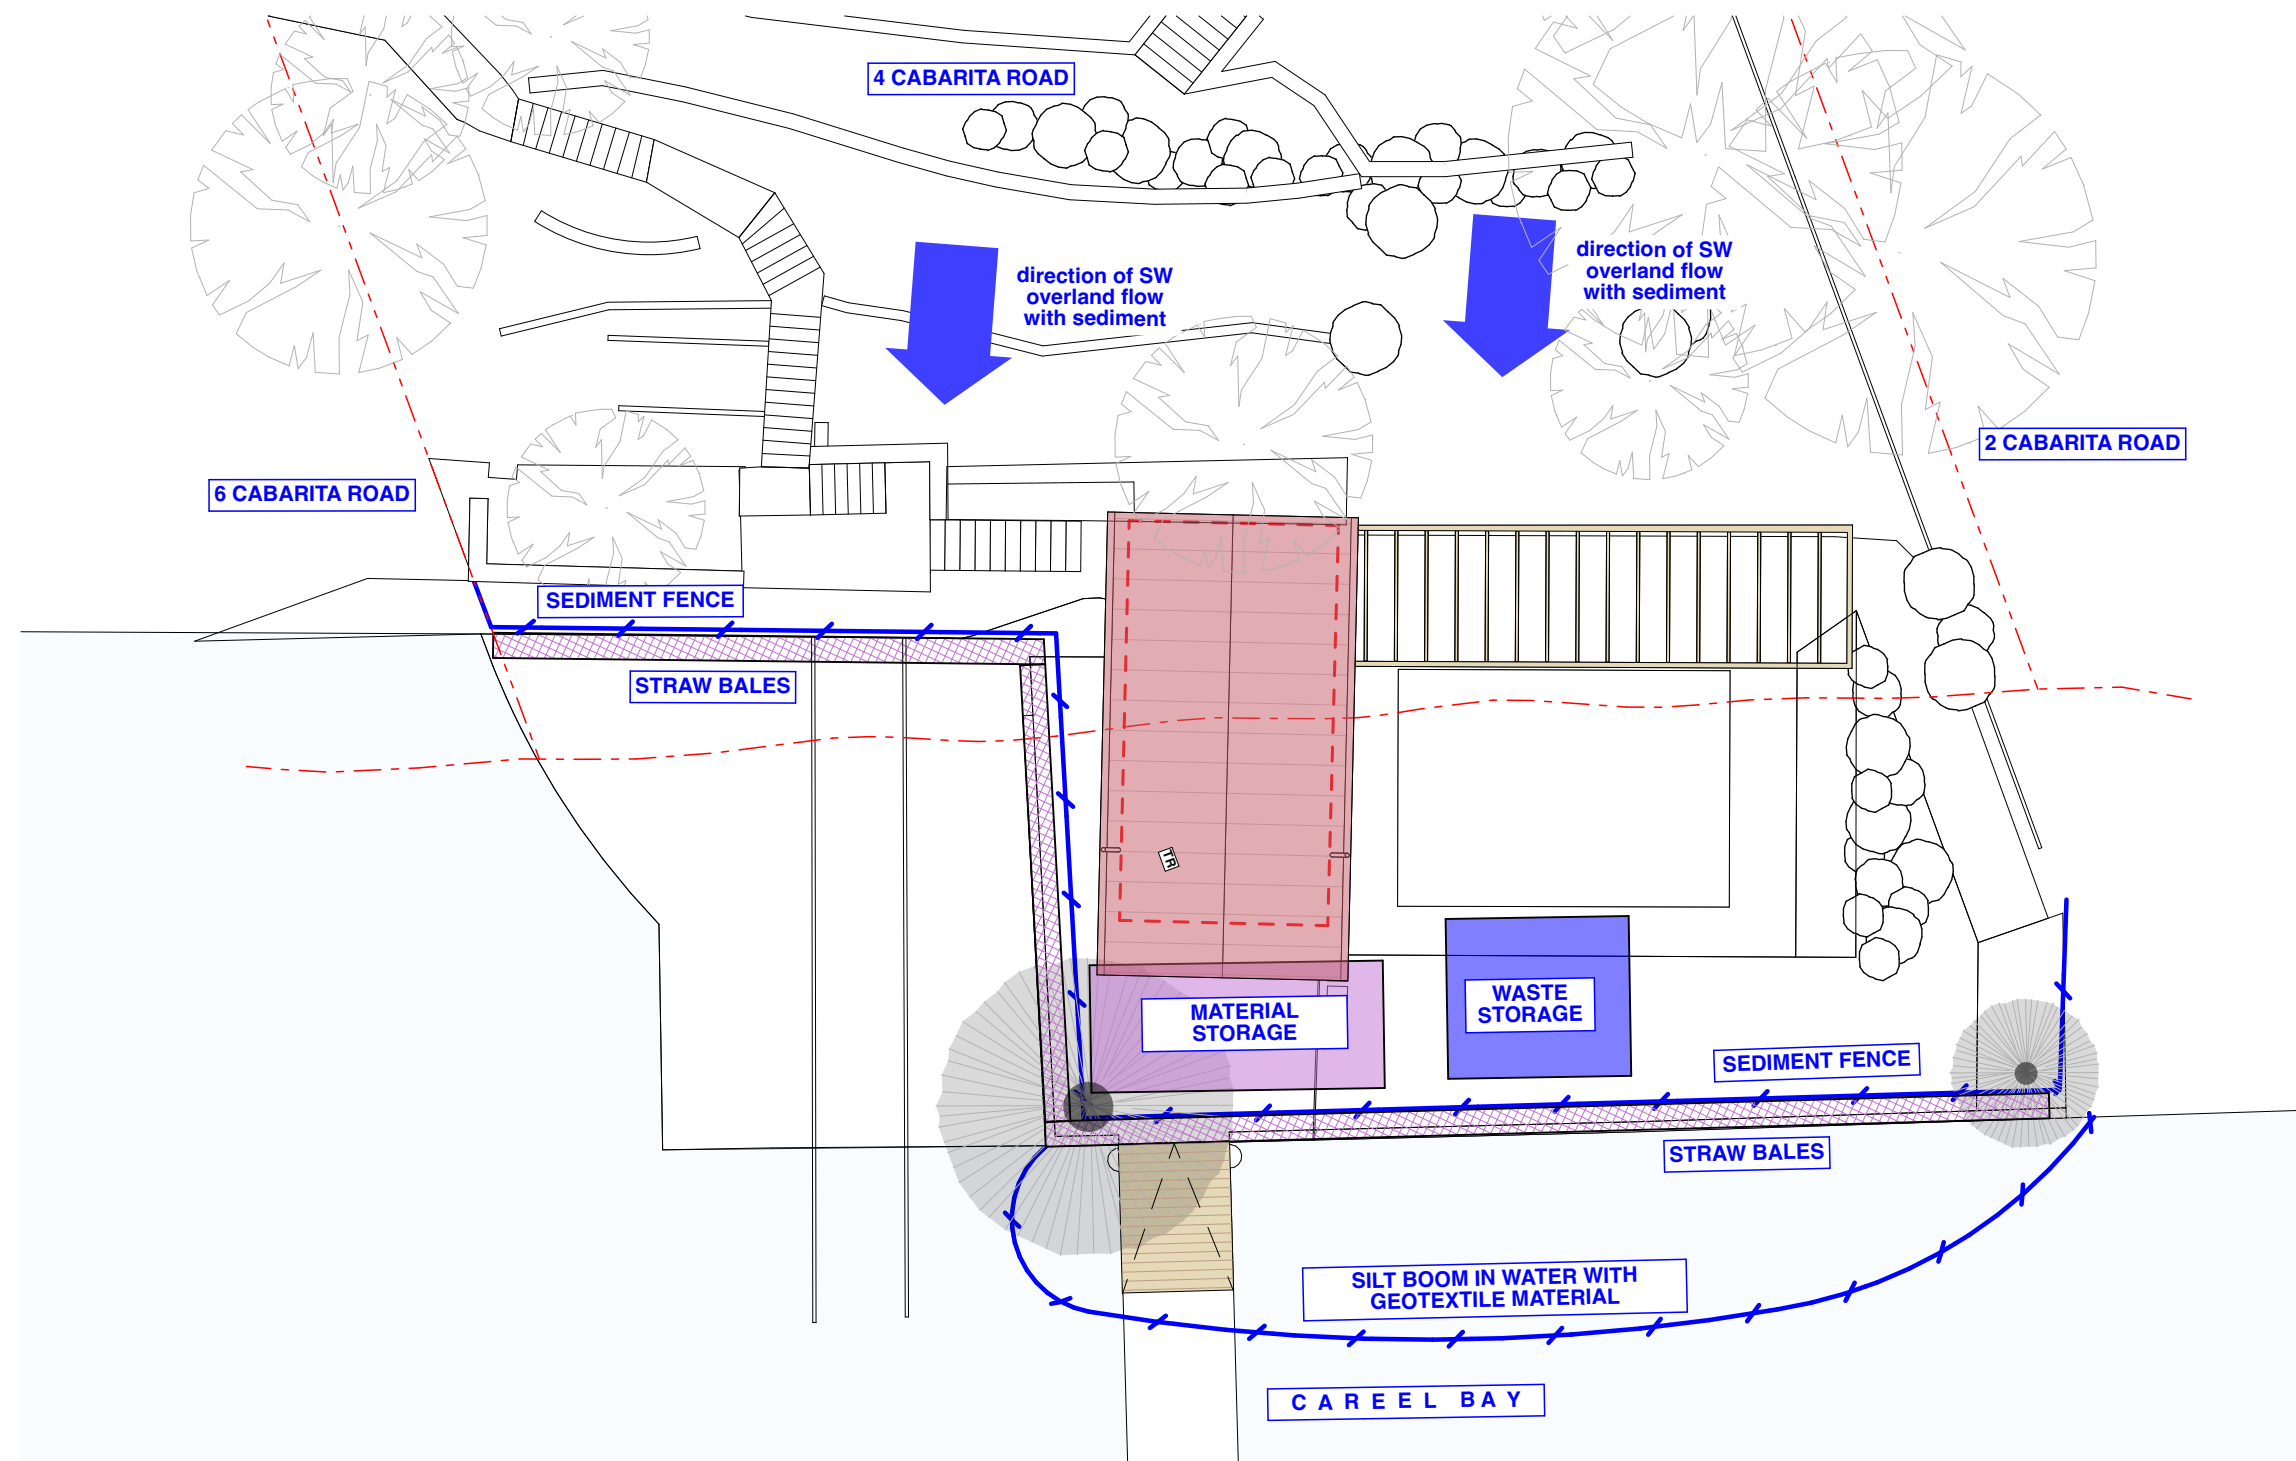 4 CABARITA ROAD
direction of SW
overland flow
with sediment
direction of SW
overland flow
with sediment
2 CABARITA ROAD
6 CABARITA ROAD
SEDIMENT FENCE
STRAW BALES
TR
MATERIAL
STORAGE
WASTE
STORAGE
SEDIMENT FENCE
STRAW BALES
SILT BOOM IN WATER WITH
GEOTEXTILE MATERIAL
CAREEL BAY